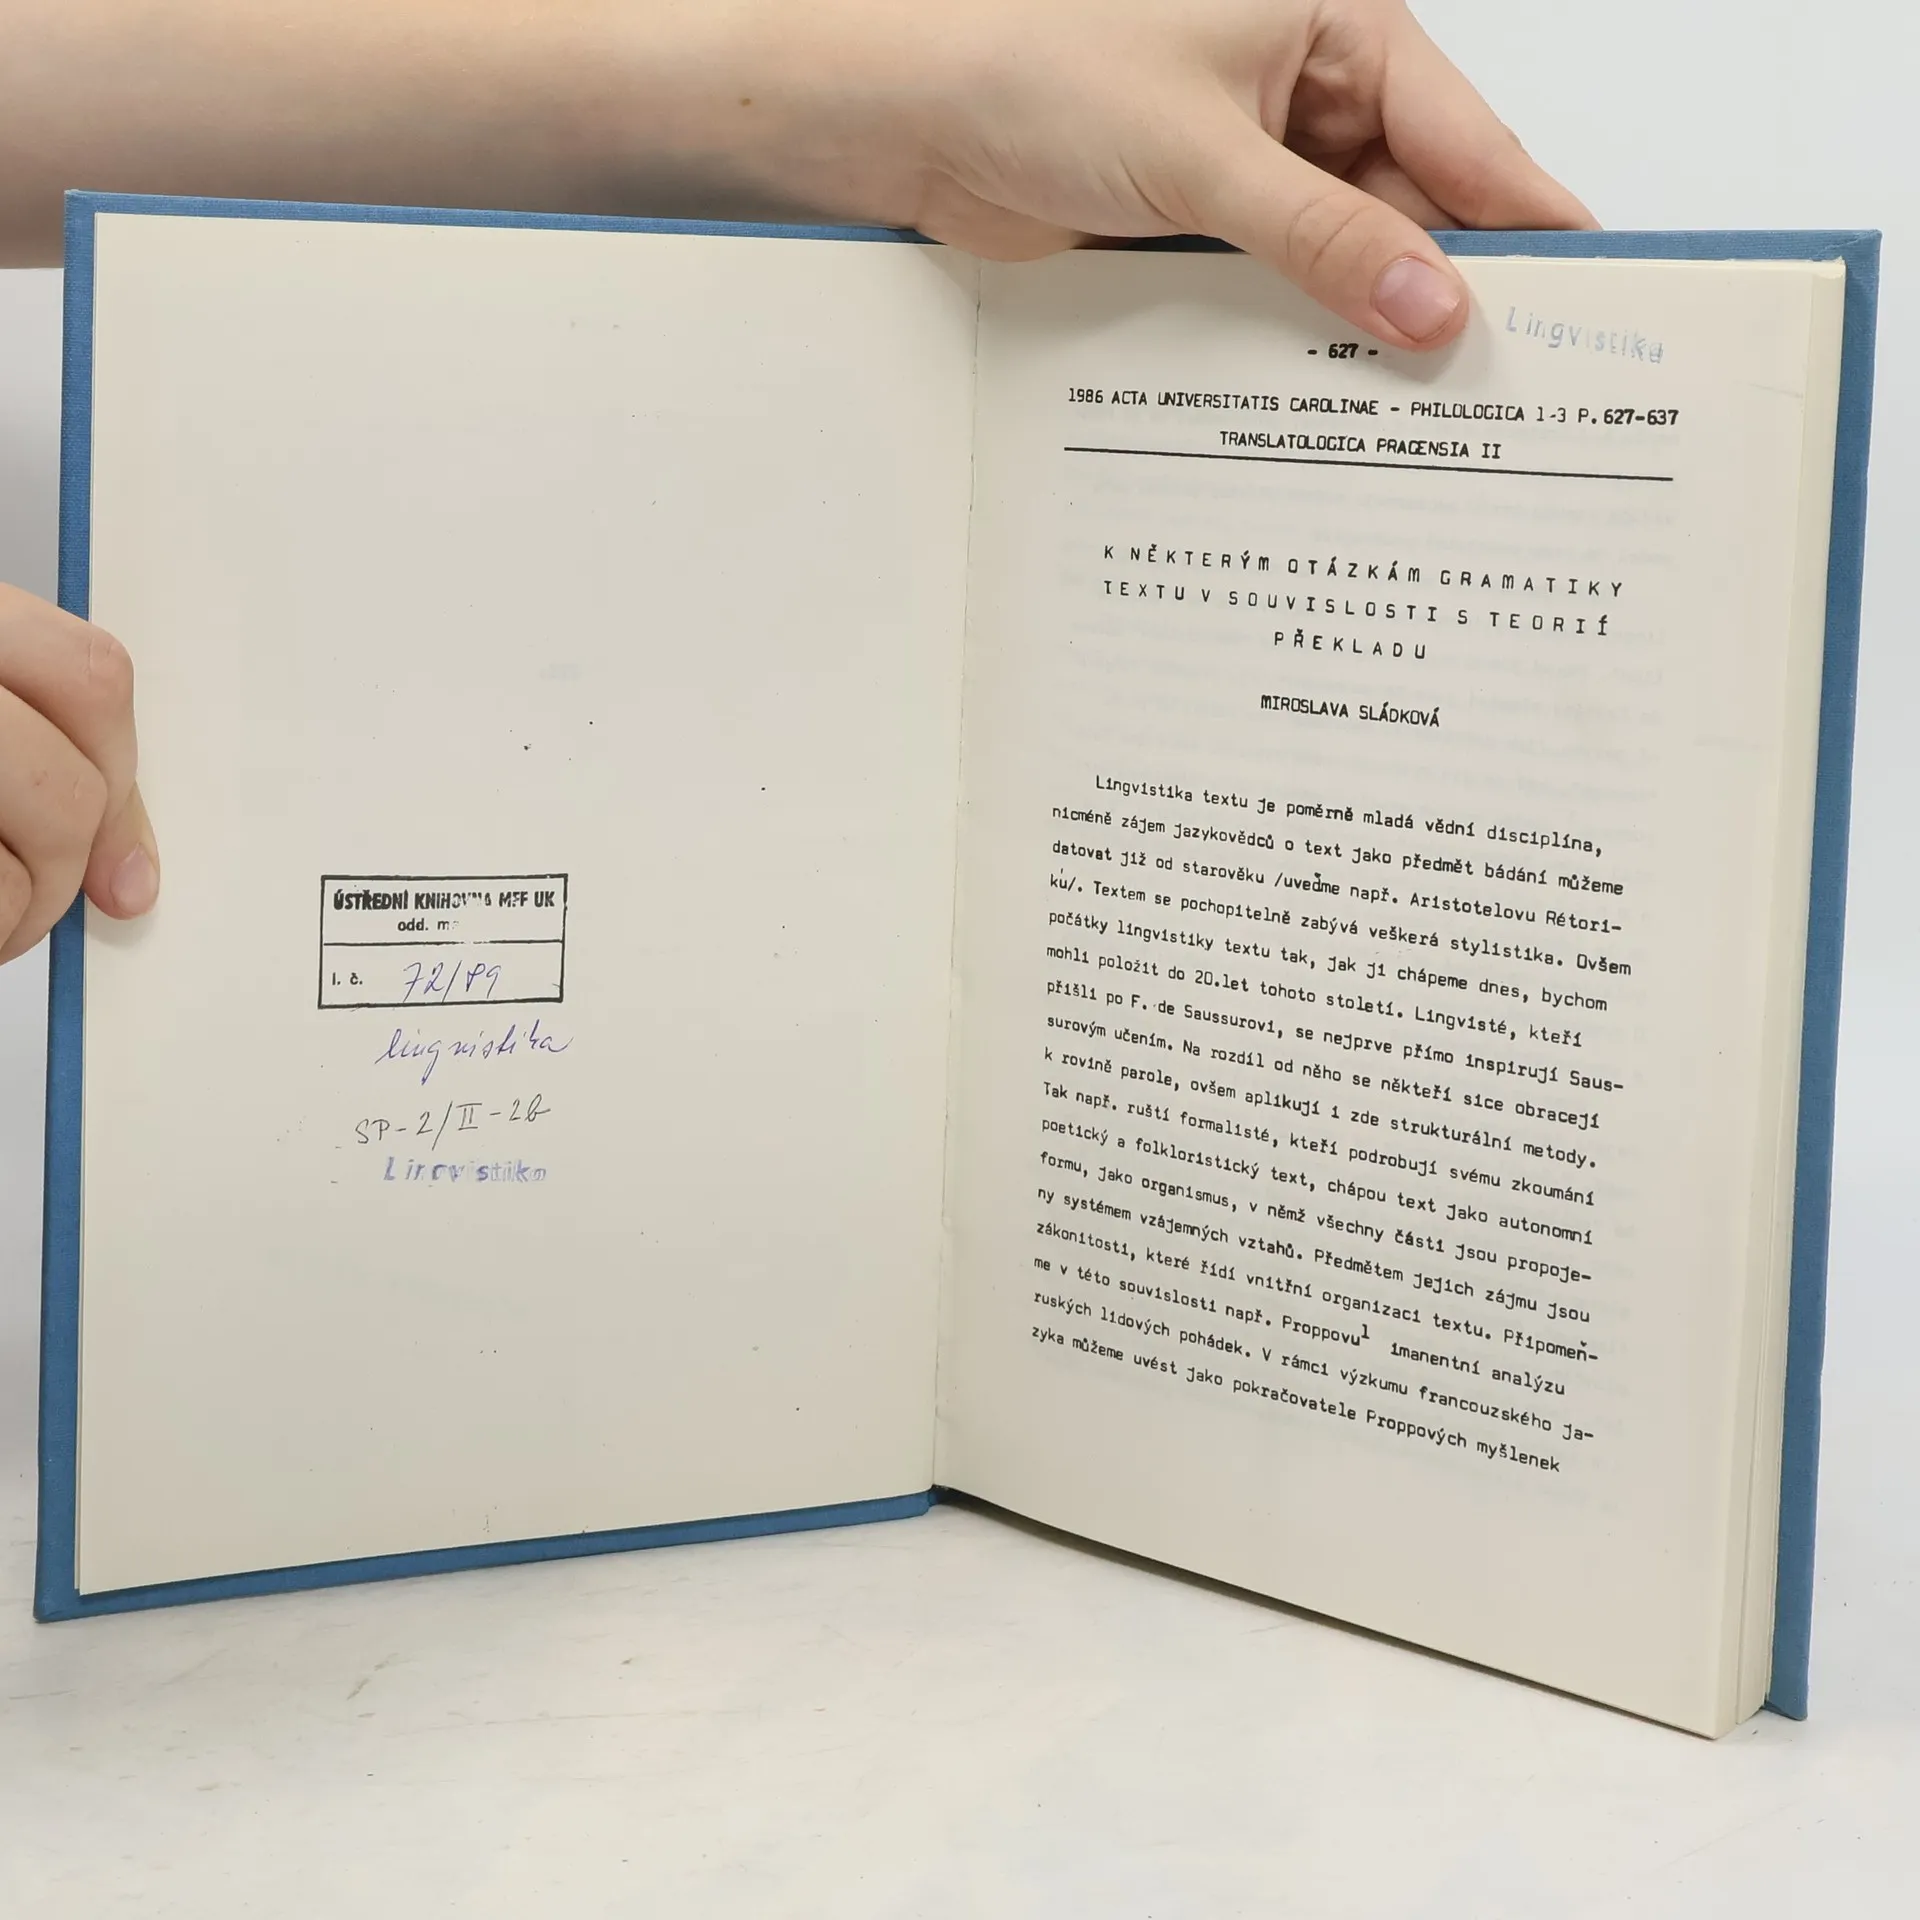 ÚSTŘEDNÍ KNIHOVNA MFF UK
odd.
I. č. 72/89
lingvistika
SP-2/II-2b
Lingvistika
Lingvistika
- 627 -
1986 ACTA UNIVERSITATIS CAROLINAE - PHILOLOGICA 1-3 P. 627-637
TRANSLATOLOGICA PRAGENSIA II
K NĚKTERÝM OTÁZKÁM GRAMATIKY
TEXTU V SOUVISLOSTI S TEORIÍ
PŘEKLADU
MIROSLAVA SLÁDKOVÁ
Lingvistika textu je poměrně mladá vědní disciplína,
nicméně zájem jazykovědců o text jako předmět bádání můžeme
datovat již od starověku /uveďme např. Aristotelovu Rétori-
ku/. Textem se pochopitelně zabývá veškerá stylistika. Ovšem
počátky lingvistiky textu tak, jak ji chápeme dnes, bychom
mohli položit do 20.let tohoto století. Lingvisté, kteří
přišli po F. de Saussurovi, se nejprve přímo inspirují Saus-
surovým učením. Na rozdíl od něho se někteří sice obracejí
k rovině parole, ovšem aplikují i zde strukturální metody.
Tak např. ruští formalisté, kteří podrobují svému zkoumání
poetický a folkloristický text, chápou text jako autonomní
formu, jako organismus, v němž všechny části jsou propoje-
ny systémem vzájemných vztahů. Předmětem jejich zájmu jsou
zákonitosti, které řídí vnitřní organizaci textu. Připomeň-
me v této souvislosti např. Proppovu1 imanentní analýzu
ruských lidových pohádek. V rámci výzkumu francouzského ja-
zyka můžeme uvést jako pokračovatele Proppových myšlenek